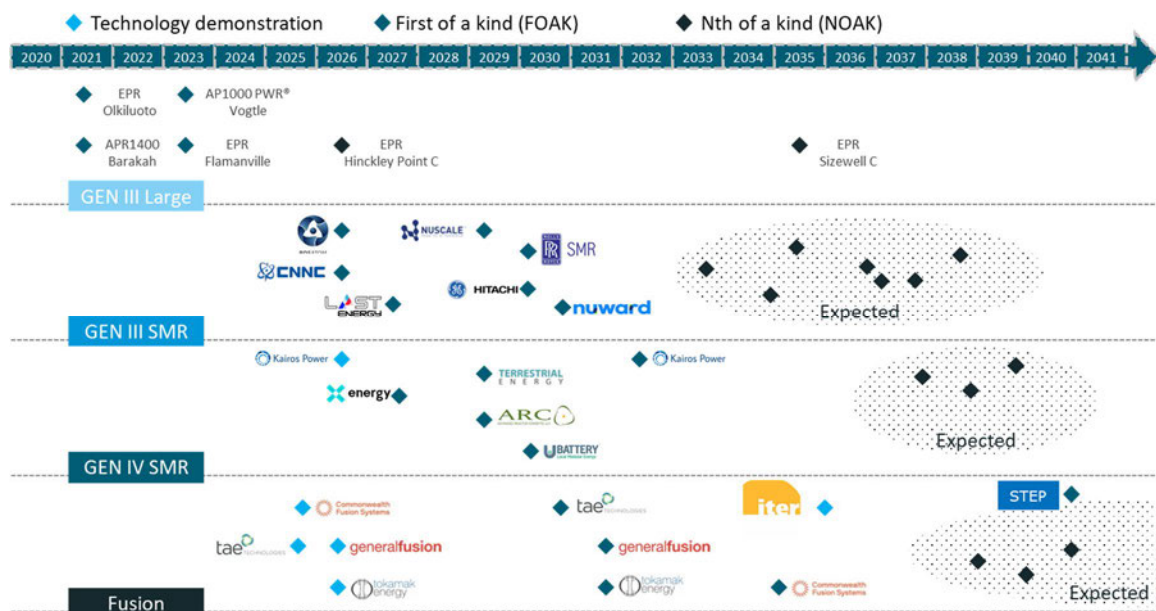 Technology demonstration
First of a kind (FOAK)
Nth of a kind (NOAK)
2020 2021 2022 2023 2024 2025 2026 2027 2028 2029 2030 2031 2032 2033 2034 2035 2036 2037 2038 2039 2040 2041
EPR
Olkiluoto
AP1000 PWR®
Vogtle
APR1400
Barakah
EPR
Flamanville
EPR
Hinckley Point C
EPR
Sizewell C
GEN III Large
NUSCALE
RR
SMR
CNNC
HITACHI
LAST
ENERGY
nuward
Expected
GEN III SMR
Kairos Power
Kairos Power
TERRESTRIAL
ENERGY
X energy
ARC
U BATTERY
Local Modular Energy
Expected
GEN IV SMR
Commonwealth
Fusion Systems
tae
TECHNOLOGIES
iter
STEP
tae
TECHNOLOGIES
generalfusion
generalfusion
tokamak
energy
tokamak
energy
Commonwealth
Fusion Systems
Expected
Fusion